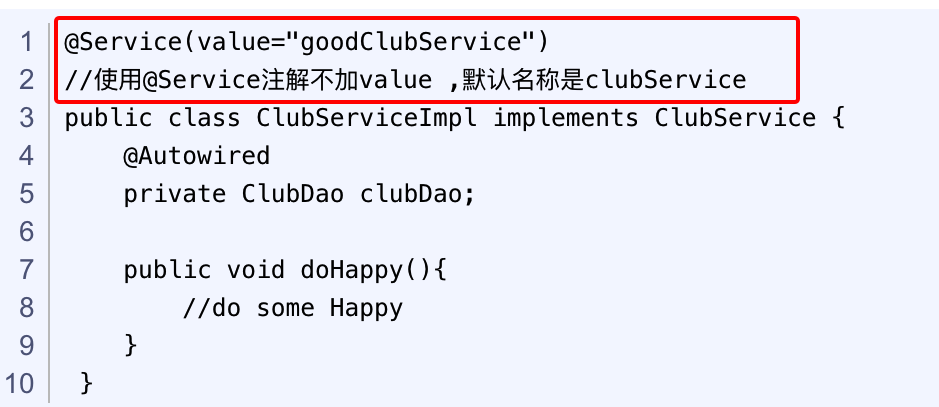 1 @Service(value="goodClubService")
2 //使用@Service注解不加value ,默认名称是clubService
3 public class ClubServiceImpl implements ClubService {
4     @Autowired
5     private ClubDao clubDao;
6
7     public void doHappy(){
8         //do some Happy
9     }
10  }